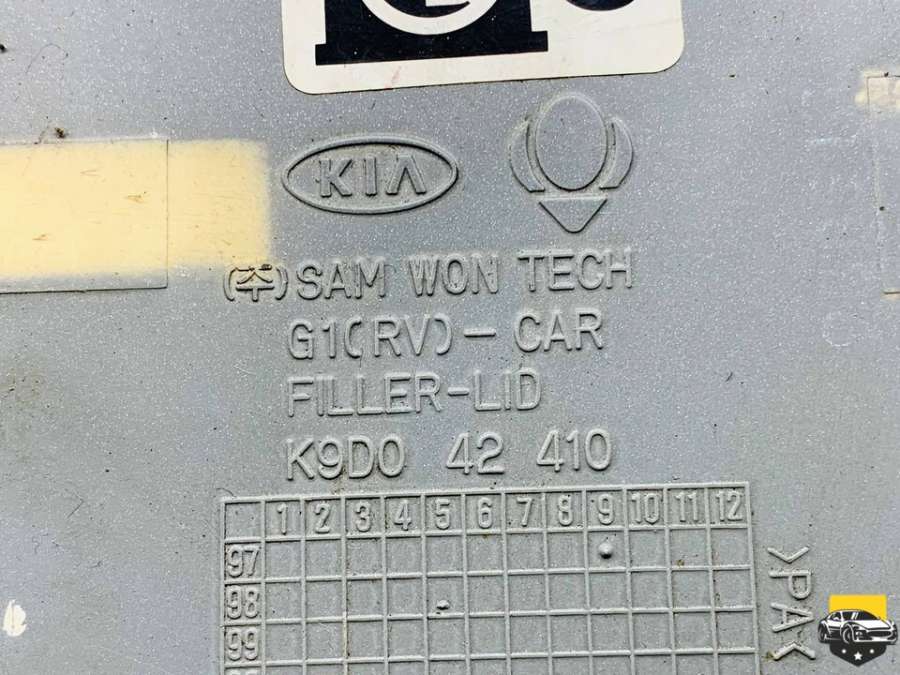 KIA
(주) SAM WON TECH
G1(RV) - CAR
FILLER-LID
K9D0 42 410
1 2 3 4 5 6 7 8 9 10 11 12
97
98
99
>PA<